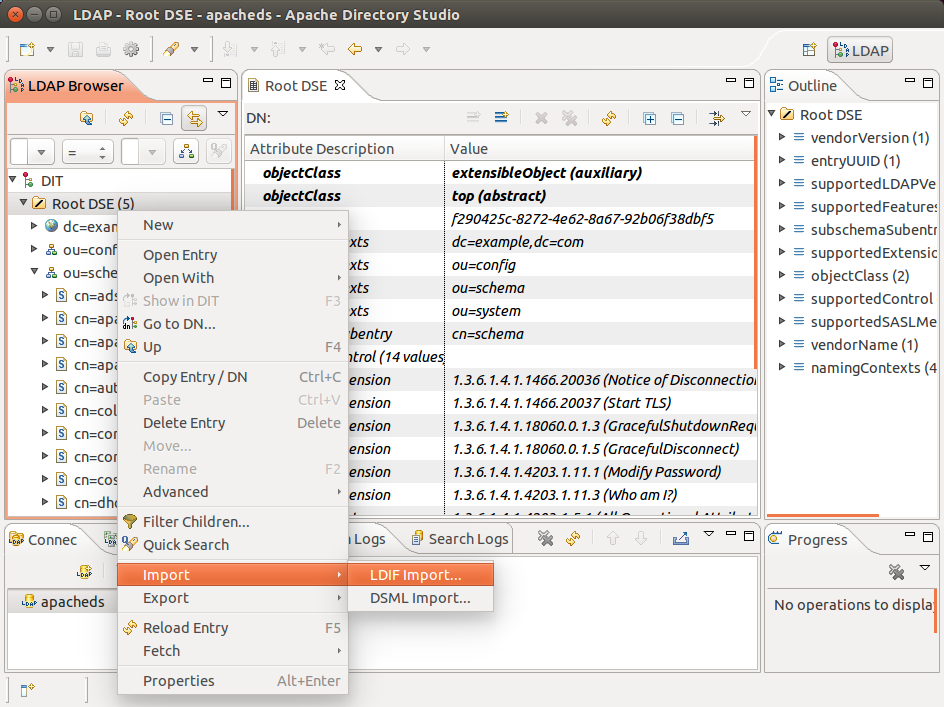 LDAP - Root DSE - apacheds - Apache Directory Studio
LDAP
LDAP Browser
=
DIT
Root DSE (5)
dc=exam
ou=conf
ou=sche
cn=ads
cn=apa
cn=apa
cn=apa
cn=aut
cn=col
cn=cor
cn=cor
cn=cos
cn=dhc
New
Open Entry
Open With
Show in DIT F3
Go to DN...
Up F4
Copy Entry / DN Ctrl+C
Paste Ctrl+V
Delete Entry Delete
Move...
Rename F2
Advanced
Filter Children...
Quick Search
Import
Export
Reload Entry F5
Fetch
Properties Alt+Enter
LDIF Import...
DSML Import...
Root DSE
DN:
Attribute Description Value
objectClass extensibleObject (auxiliary)
objectClass top (abstract)
f290425c-8272-4e62-8a67-92b06f38dbf5
xts dc=example,dc=com
xts ou=config
xts ou=schema
xts ou=system
bentry cn=schema
ntrol (14 values)
ension 1.3.6.1.4.1.1466.20036 (Notice of Disconnection
ension 1.3.6.1.4.1.1466.20037 (Start TLS)
ension 1.3.6.1.4.1.18060.0.1.3 (GracefulShutdownRequ
ension 1.3.6.1.4.1.18060.0.1.5 (GracefulDisconnect)
ension 1.3.6.1.4.1.4203.1.11.1 (Modify Password)
ension 1.3.6.1.4.1.4203.1.11.3 (Who am I?)
Outline
Root DSE
vendorVersion (1)
entryUUID (1)
supportedLDAPVe
supportedFeatures
subschemaSubentr
supportedExtensio
objectClass (2)
supportedControl
supportedSASLMe
vendorName (1)
namingContexts (4
Connec
apacheds
Logs
Search Logs
Progress
No operations to display